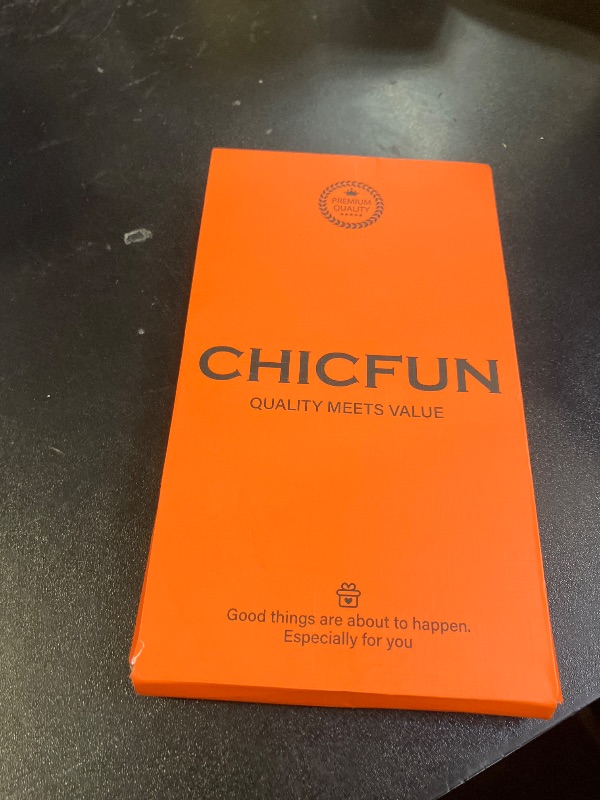 PREMIUM
QUALITY
CHICFUN
QUALITY MEETS VALUE
Good things are about to happen.
Especially for you